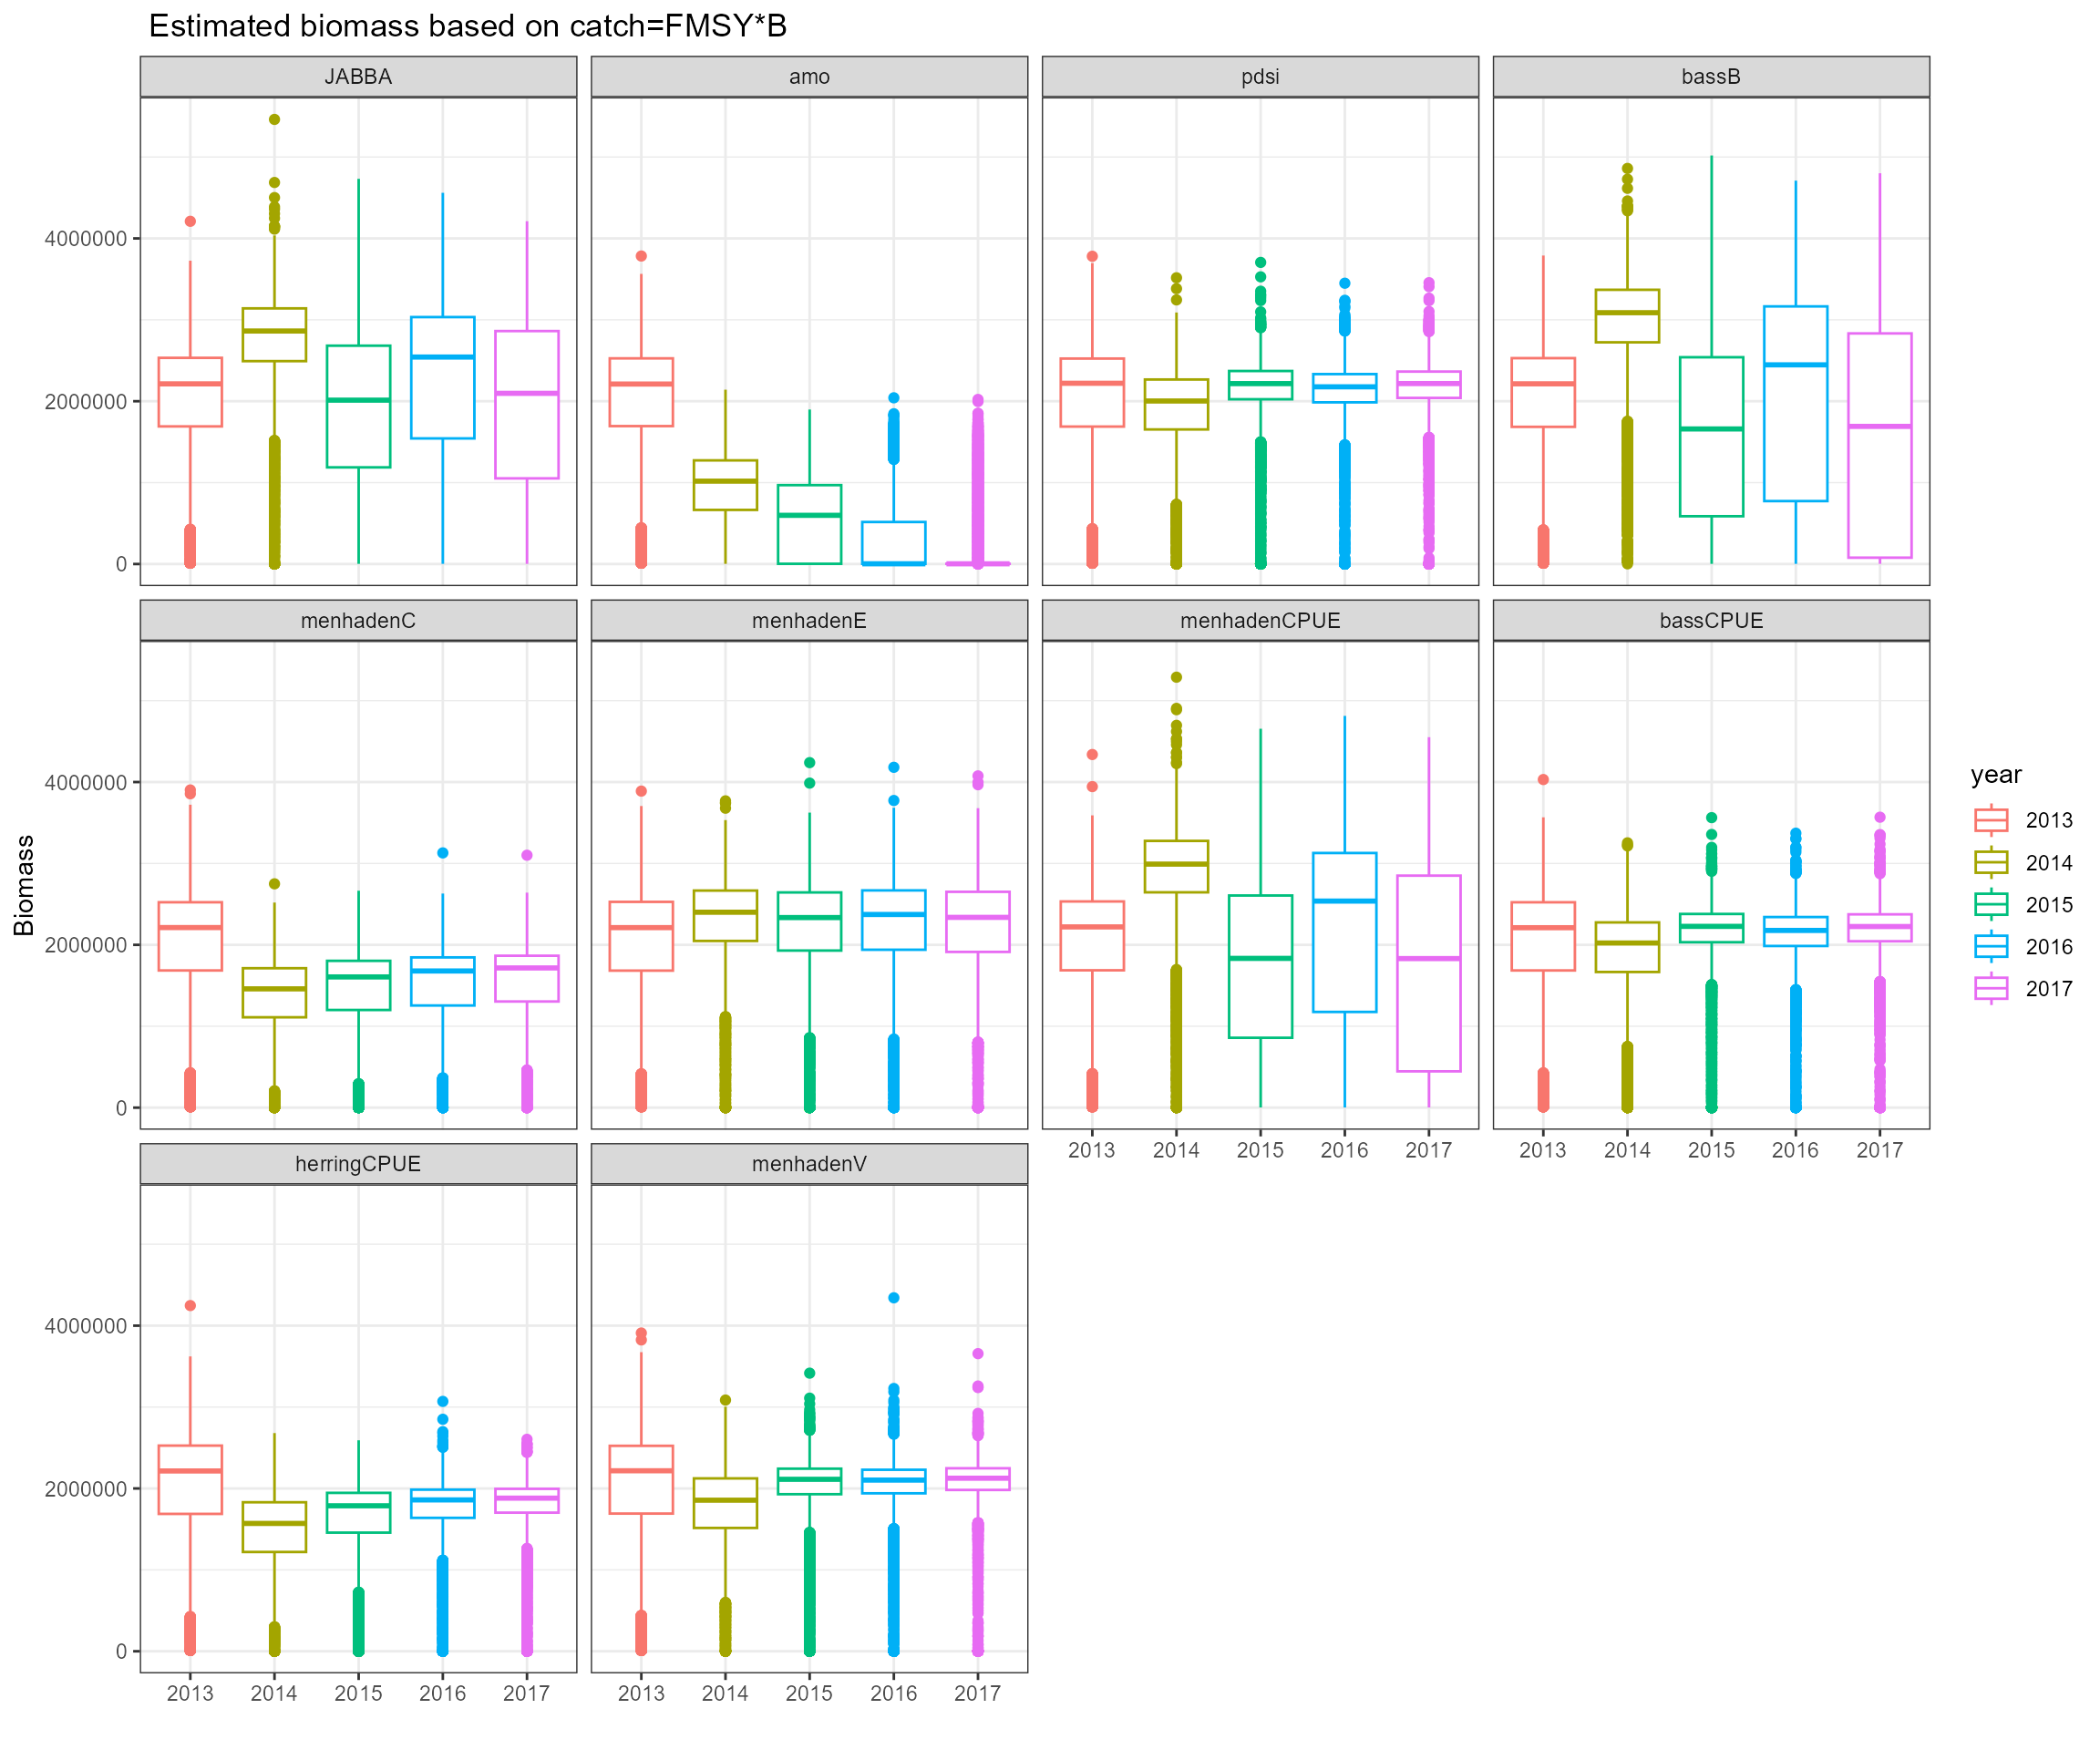 Estimated biomass based on catch=FMSY*B
JABBA
amo
pdsi
bassB
4000000
2000000
0
menhadenC
menhadenE
menhadenCPUE
bassCPUE
4000000
2000000
0
Biomass
2013 2014 2015 2016 2017
2013 2014 2015 2016 2017
herringCPUE
menhadenV
4000000
2000000
0
2013 2014 2015 2016 2017
2013 2014 2015 2016 2017
year
2013
2014
2015
2016
2017